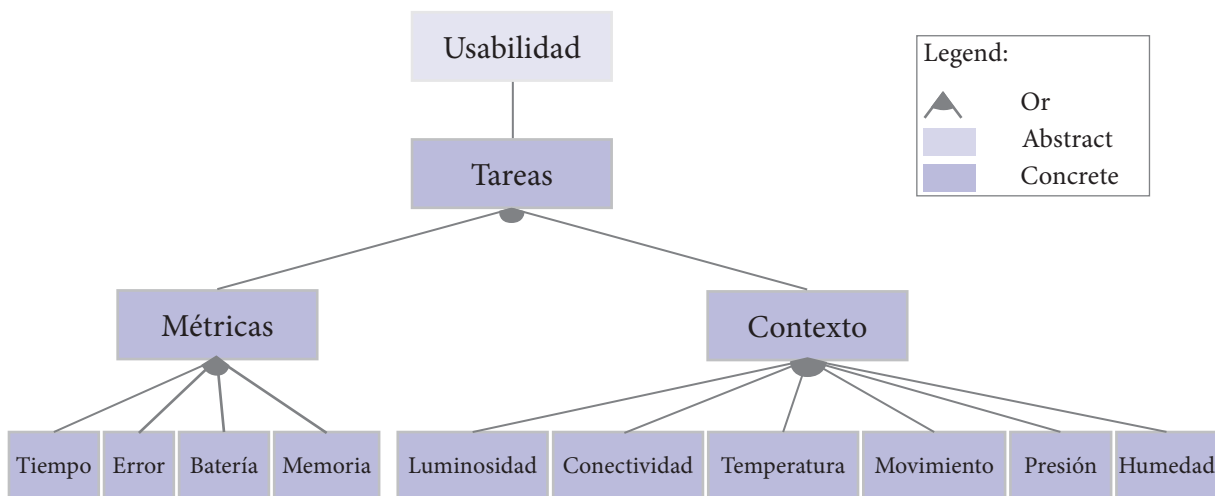 Usabilidad
Legend:
Or
Abstract
Concrete
Tareas
Métricas
Contexto
Tiempo
Error
Batería
Memoria
Luminosidad
Conectividad
Temperatura
Movimiento
Presión
Humedad